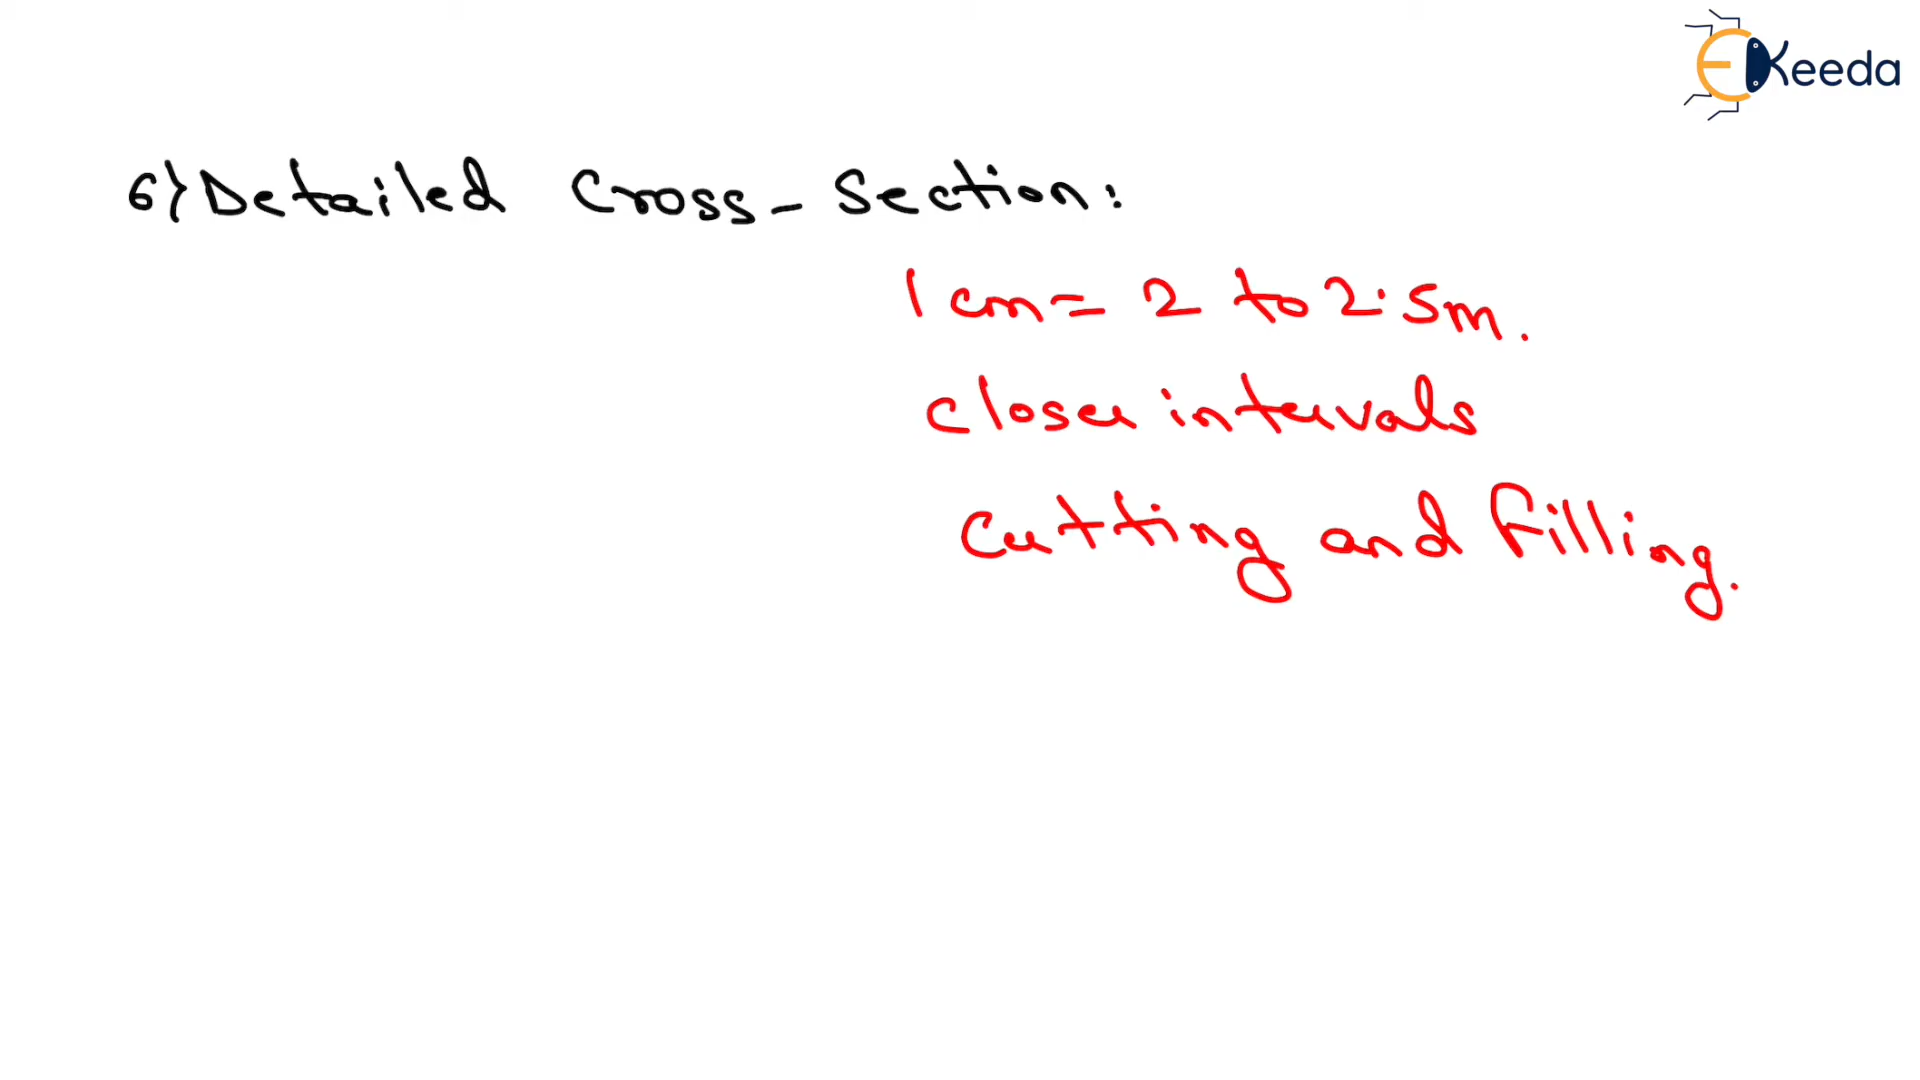 EKeeda
6) Detailed Cross-Section:
1 cm = 2 to 2.5m.
closer intervals
Cutting and filling.